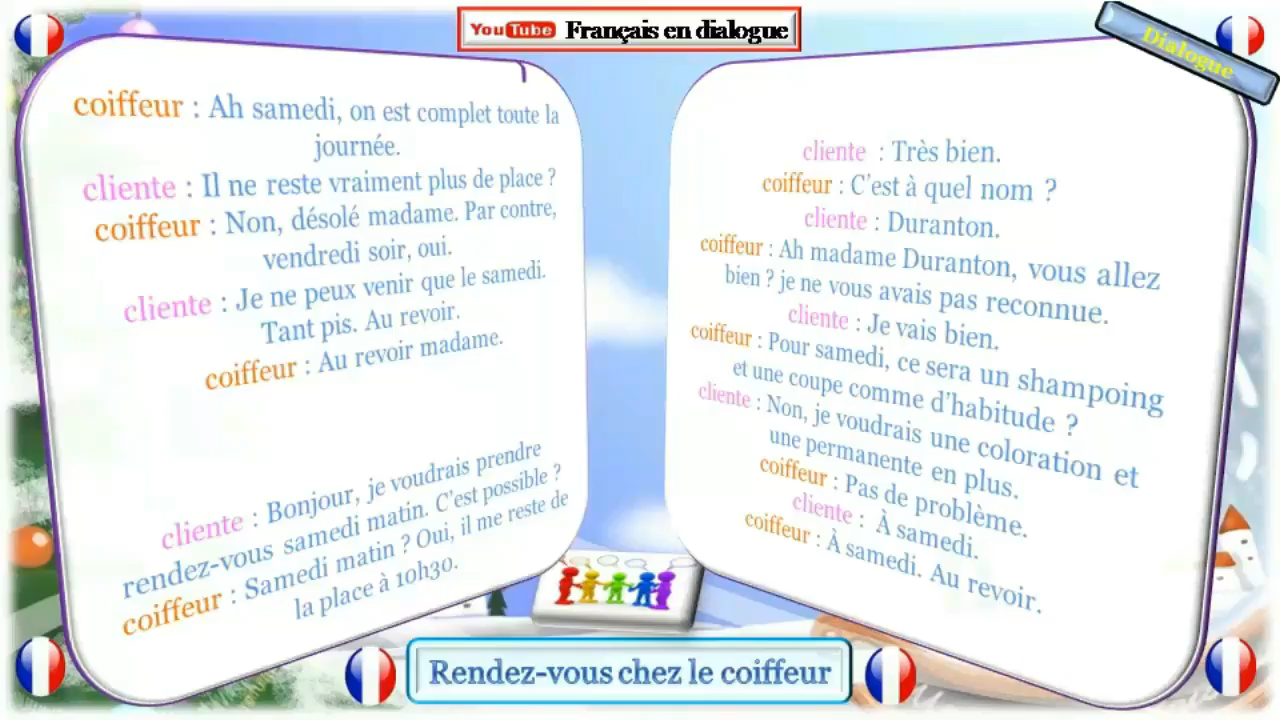 YouTube Français en dialogue
Dialogue
coiffeur : Ah samedi, on est complet toute la
journée.
cliente : Il ne reste vraiment plus de place ?
coiffeur : Non, désolé madame. Par contre,
vendredi soir, oui.
cliente : Je ne peux venir que le samedi.
Tant pis. Au revoir.
coiffeur : Au revoir madame.
cliente : Bonjour, je voudrais prendre
rendez-vous samedi matin. C'est possible ?
coiffeur : Samedi matin ? Oui, il me reste de
la place à 10h30.
cliente : Très bien.
coiffeur : C'est à quel nom ?
cliente : Duranton.
coiffeur : Ah madame Duranton, vous allez
bien ? je ne vous avais pas reconnue.
cliente : Je vais bien.
coiffeur : Pour samedi, ce sera un shampoing
et une coupe comme d'habitude ?
cliente : Non, je voudrais une coloration et
une permanente en plus.
coiffeur : Pas de problème.
cliente : À samedi.
coiffeur : À samedi. Au revoir.
Rendez-vous chez le coiffeur